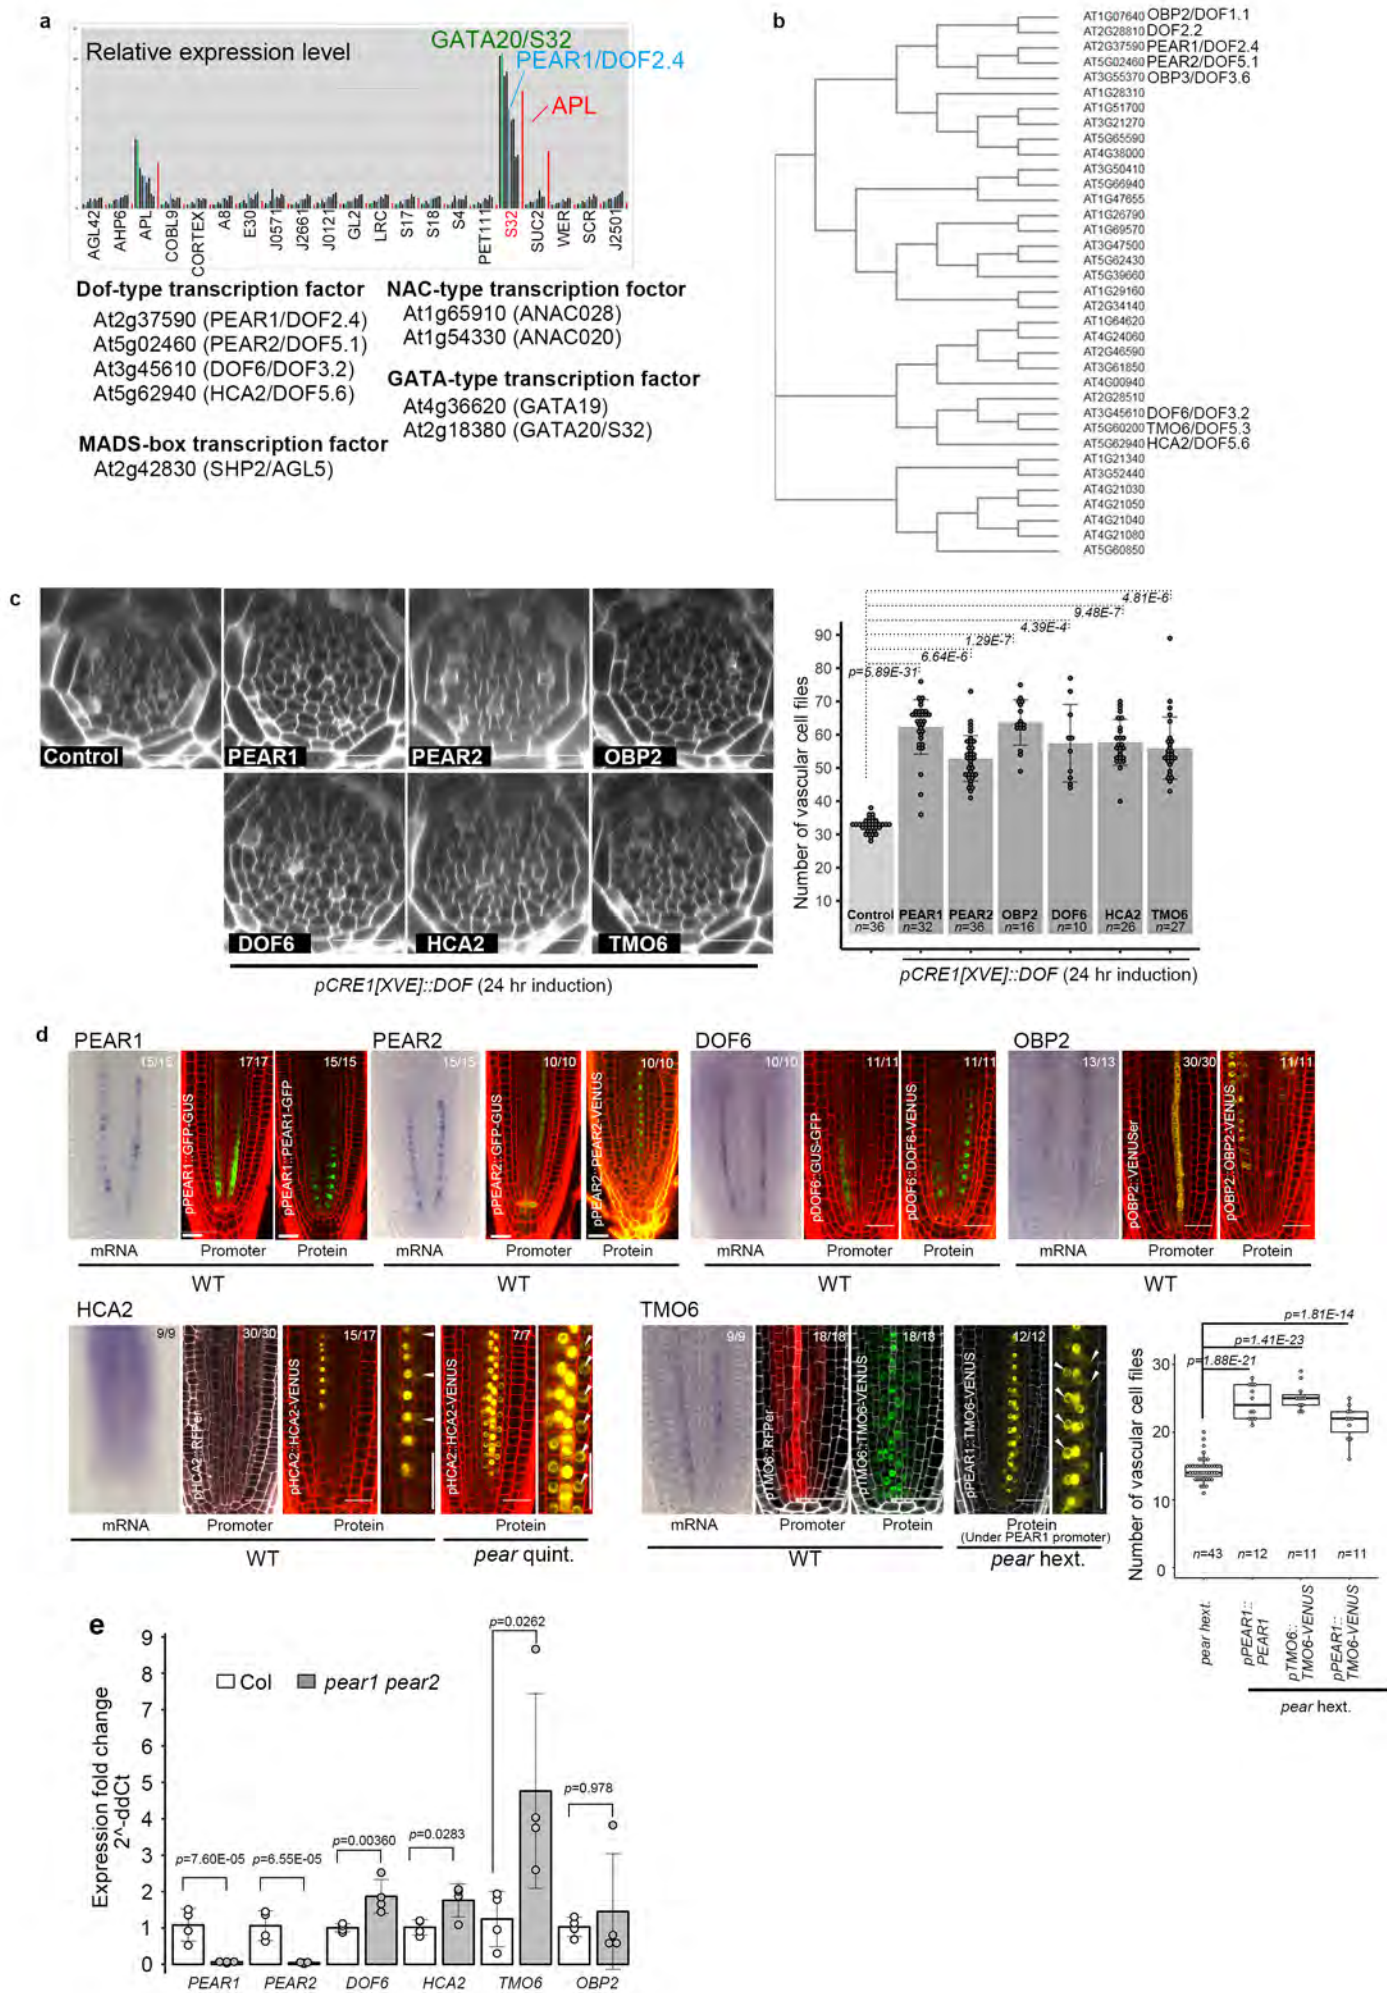 a
Relative expression level
GATA20/S32
PEAR1/DOF2.4
APL
AGL42
AHP6
APL
COBL9
CORTEX
A8
E30
J0571
J2661
J0121
GL2
LRC
S17
S18
S4
PET111
S32
SUC2
WER
SCR
J2501
Dof-type transcription factor
At2g37590 (PEAR1/DOF2.4)
At5g02460 (PEAR2/DOF5.1)
At3g45610 (DOF6/DOF3.2)
At5g62940 (HCA2/DOF5.6)
MADS-box transcription factor
At2g42830 (SHP2/AGL5)
NAC-type transcription foctor
At1g65910 (ANAC028)
At1g54330 (ANAC020)
GATA-type transcription factor
At4g36620 (GATA19)
At2g18380 (GATA20/S32)
b
AT1G07640 OBP2/DOF1.1
AT2G28810 DOF2.2
AT2G37590 PEAR1/DOF2.4
AT5G02460 PEAR2/DOF5.1
AT3G55370 OBP3/DOF3.6
AT1G28310
AT1G51700
AT3G21270
AT5G65590
AT4G38000
AT3G50410
AT5G66940
AT1G47655
AT1G26790
AT1G69570
AT3G47500
AT5G62430
AT5G39660
AT1G29160
AT2G34140
AT1G64620
AT4G24060
AT2G46590
AT3G61850
AT4G00940
AT2G28510
AT3G45610 DOF6/DOF3.2
AT5G60200 TMO6/DOF5.3
AT5G62940 HCA2/DOF5.6
AT1G21340
AT3G52440
AT4G21030
AT4G21050
AT4G21040
AT4G21080
AT5G60850
c
Control
PEAR1
PEAR2
OBP2
DOF6
HCA2
TMO6
pCRE1[XVE]::DOF (24 hr induction)
Number of vascular cell files
90
80
70
60
50
40
30
20
10
4.81E-6
9.48E-7
4.39E-4
1.29E-7
6.64E-6
p=5.89E-31
Control PEAR1 PEAR2 OBP2 DOF6 HCA2 TMO6
n=36 n=32 n=36 n=16 n=10 n=26 n=27
pCRE1[XVE]::DOF (24 hr induction)
d
PEAR1
15/15
17/17
pPEAR1::GFP-GUS
15/15
pPEAR1::PEAR1-GFP
mRNA Promoter Protein
WT
PEAR2
15/15
10/10
pPEAR2::GFP-GUS
10/10
pPEAR2::PEAR2-VENUS
mRNA Promoter Protein
WT
DOF6
10/10
11/11
pDOF6::GUS-GFP
11/11
pDOF6::DOF6-VENUS
mRNA Promoter Protein
WT
OBP2
13/13
30/30
pOBP2::VENUSer
11/11
pOBP2::OBP2-VENUS
mRNA Promoter Protein
WT
HCA2
9/9
30/30
pHCA2::RFPer
15/17
pHCA2::HCA2-VENUS
7/7
pHCA2::HCA2-VENUS
mRNA Promoter Protein Protein
WT
pear quint.
TMO6
9/9
18/18
pTMO6::RFPer
18/18
pTMO6::TMO6-VENUS
12/12
pPEAR1::TMO6-VENUS
mRNA Promoter Protein Protein
(Under PEAR1 promoter)
WT
pear hext.
Number of vascular cell files
30
20
10
0
p=1.81E-14
p=1.41E-23
p=1.88E-21
n=43 n=12 n=11 n=11
pear hext.
pPEAR1::
PEAR1
pTMO6::
TMO6-VENUS
pPEAR1::
TMO6-VENUS
pear hext.
e
Expression fold change
2^-ddCt
9
8
7
6
5
4
3
2
1
0
Col
pear1 pear2
p=7.60E-05
p=6.55E-05
p=0.00360
p=0.0283
p=0.0262
p=0.978
PEAR1 PEAR2 DOF6 HCA2 TMO6 OBP2